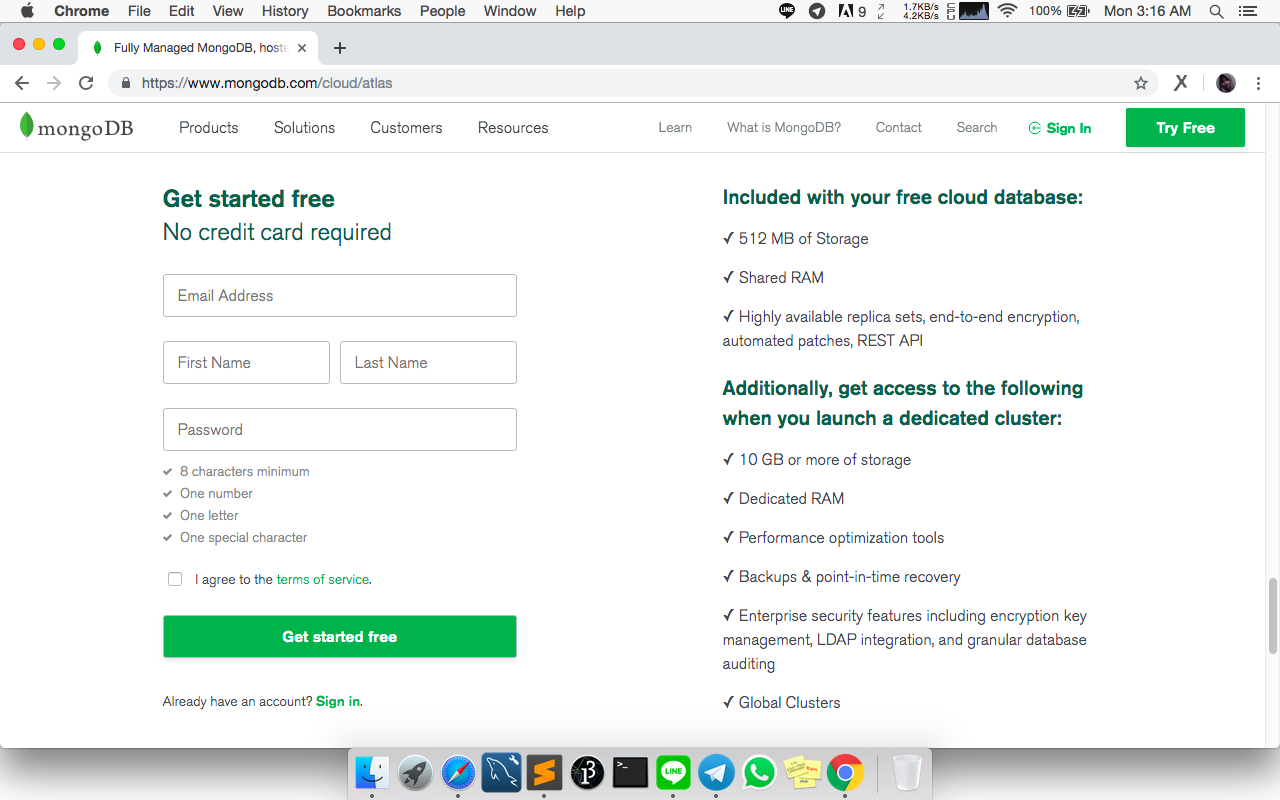 Chrome File Edit View History Bookmarks People Window Help
LINE 9 1.7KB/s 4.2KB/s CPU 100% Mon 3:16 AM
Fully Managed MongoDB, hoste
https://www.mongodb.com/cloud/atlas
mongoDB Products Solutions Customers Resources Learn What is MongoDB? Contact Search Sign In Try Free
Get started free
No credit card required
Email Address
First Name Last Name
Password
8 characters minimum
One number
One letter
One special character
I agree to the terms of service.
Get started free
Already have an account? Sign in.
Included with your free cloud database:
✓ 512 MB of Storage
✓ Shared RAM
✓ Highly available replica sets, end-to-end encryption,
automated patches, REST API
Additionally, get access to the following
when you launch a dedicated cluster:
✓ 10 GB or more of storage
✓ Dedicated RAM
✓ Performance optimization tools
✓ Backups & point-in-time recovery
✓ Enterprise security features including encryption key
management, LDAP integration, and granular database
auditing
✓ Global Clusters
LINE